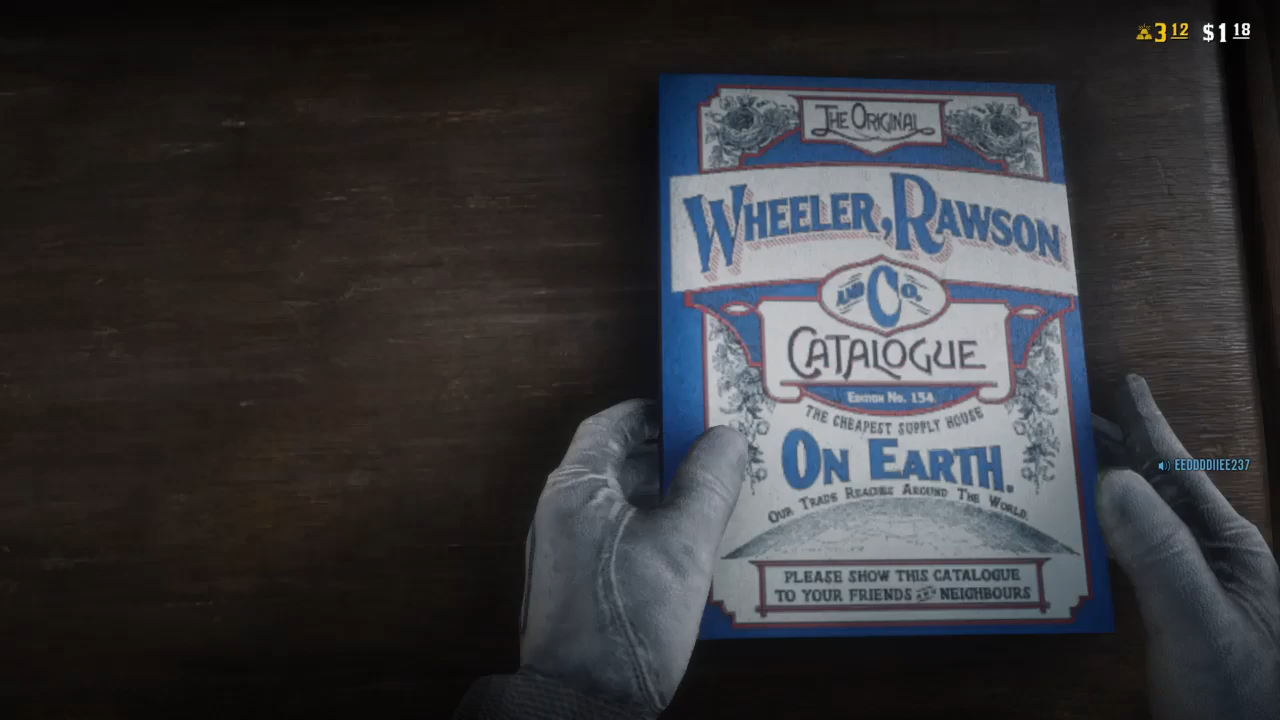 3 12 $1 18
THE ORIGINAL
WHEELER, RAWSON
AND CO.
CATALOGUE
EDITION No. 154
THE CHEAPEST SUPPLY HOUSE
ON EARTH.
OUR TRADE REACHES AROUND THE WORLD.
PLEASE SHOW THIS CATALOGUE
TO YOUR FRIENDS AND NEIGHBOURS
EEDDDDIIEE237